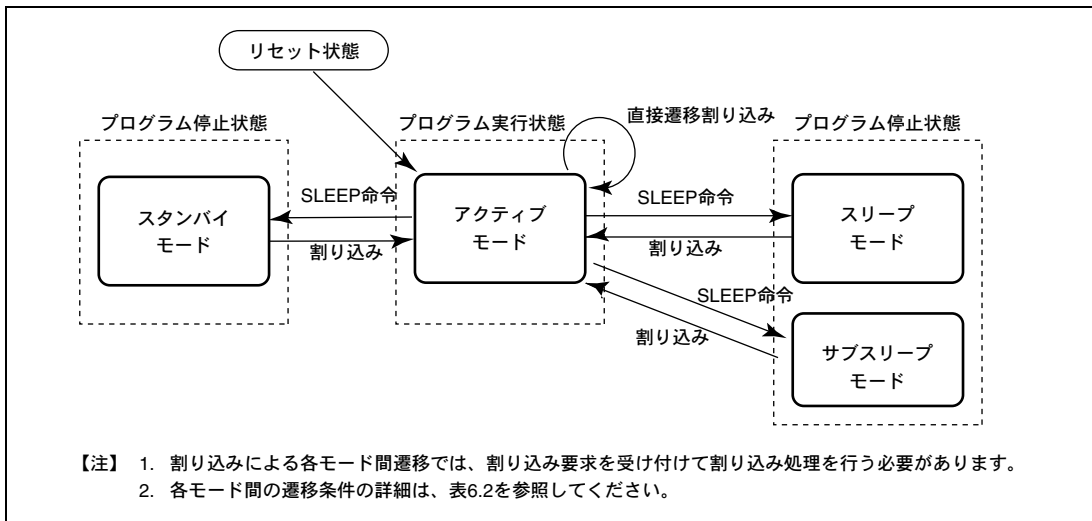 リセット状態
プログラム停止状態
プログラム実行状態
直接遷移割り込み
プログラム停止状態
スタンバイ
モード
SLEEP命令
割り込み
アクティブ
モード
SLEEP命令
割り込み
スリープ
モード
SLEEP命令
割り込み
サブスリープ
モード
【注】 1. 割り込みによる各モード間遷移では、割り込み要求を受け付けて割り込み処理を行う必要があります。
2. 各モード間の遷移条件の詳細は、表6.2を参照してください。